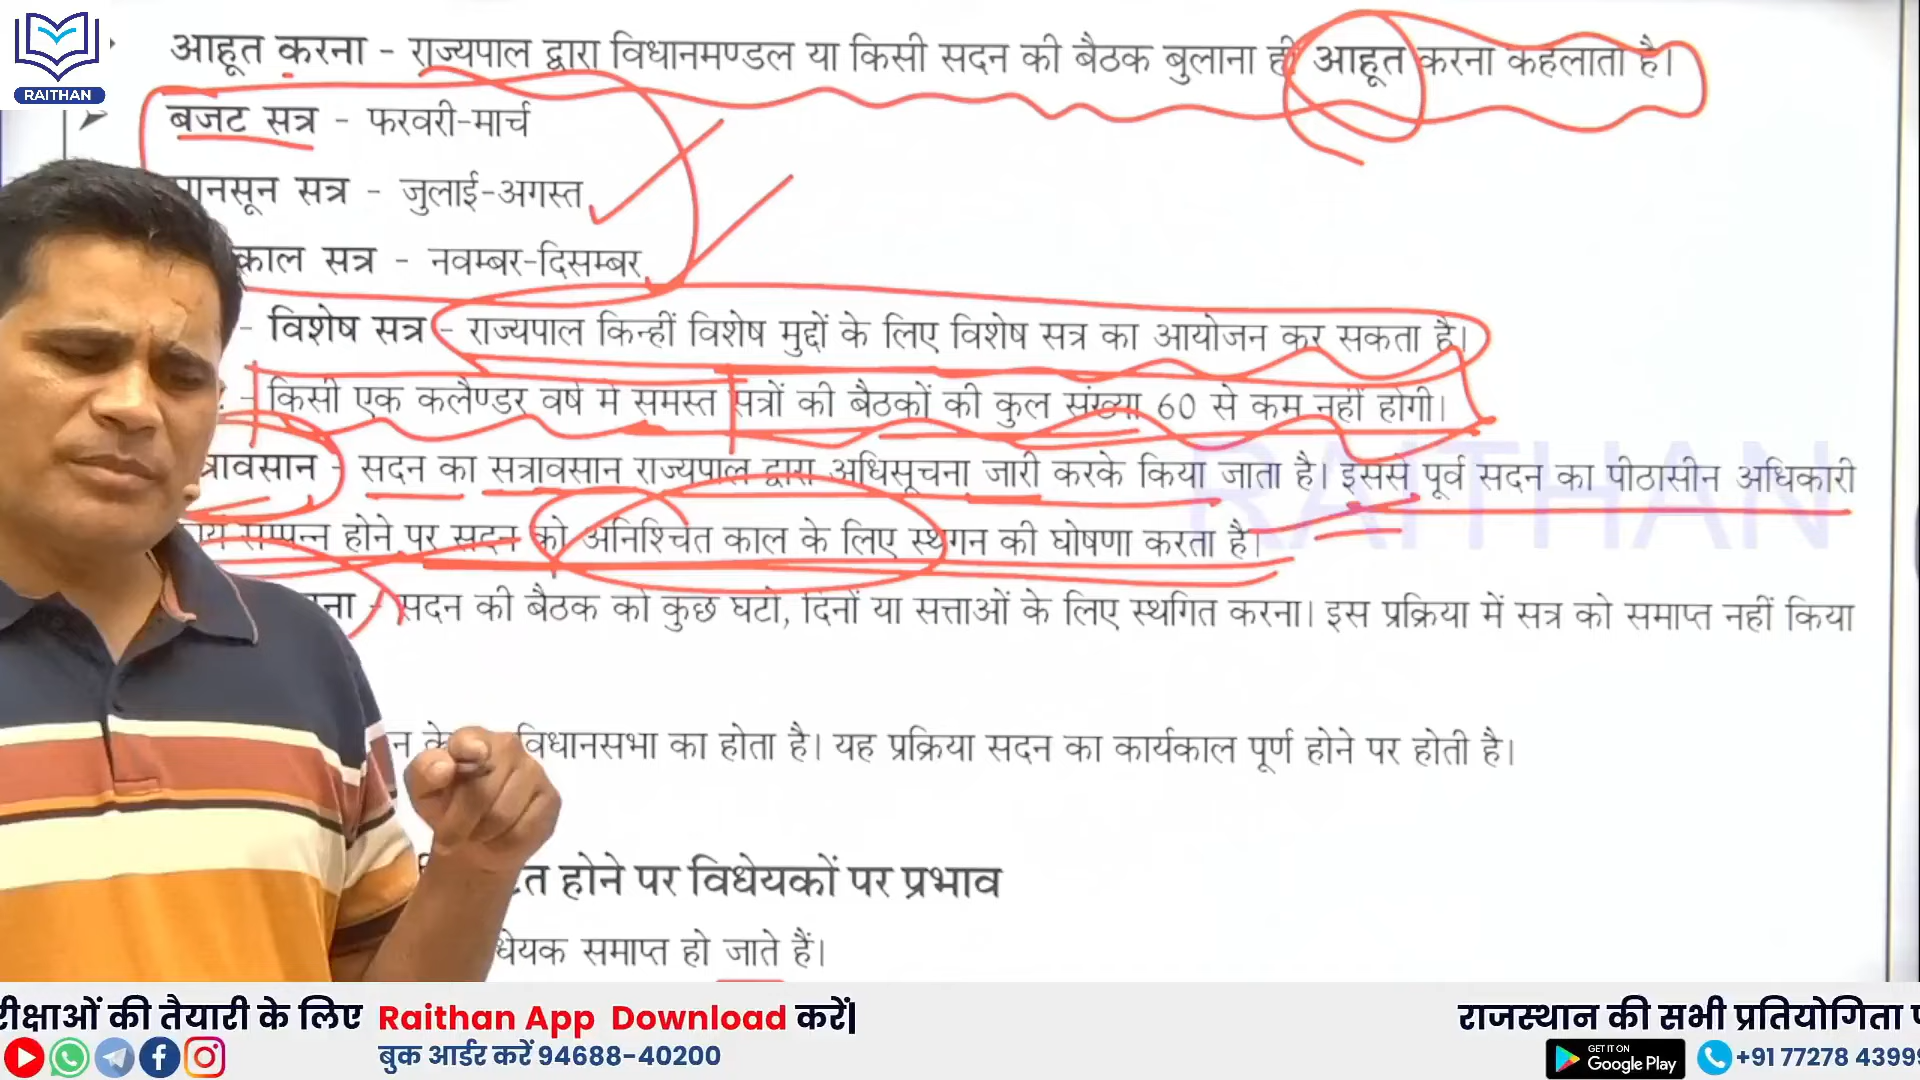 RAITHAN
आहूत करना - राज्यपाल द्वारा विधानमण्डल या किसी सदन की बैठक बुलाना ही आहूत करना कहलाता है।
बजट सत्र - फरवरी-मार्च
सत्र - जुलाई-अगस्त
सत्र - नवम्बर-दिसम्बर
- विशेष सत्र - राज्यपाल किन्हीं विशेष मुद्दों के लिए विशेष सत्र का आयोजन कर सकता है।
- किसी एक कलैण्डर वर्ष में समस्त सत्रों की बैठकों की कुल संख्या 60 से कम नहीं होगी।
- सदन का सत्रावसान राज्यपाल द्वारा अधिसूचना जारी करके किया जाता है। इससे पूर्व सदन का पीठासीन अधिकारी
सम्पन्न होने पर सदन को अनिश्चित काल के लिए स्थगन की घोषणा करता है।
- सदन की बैठक को कुछ घंटो, दिनों या सत्ताओं के लिए स्थगित करना। इस प्रक्रिया में सत्र को समाप्त नहीं किया
विधानसभा का होता है। यह प्रक्रिया सदन का कार्यकाल पूर्ण होने पर होती है।
होने पर विधेयकों पर प्रभाव
समाप्त हो जाते हैं।
RAITHAN
के लिए Raithan App Download करें|
की तैयारी
राजस्थान की सभी प्रतियोगिता
बुक आर्डर करें 94688-40200
GET IT ON
Google Play
+91 77278 4399